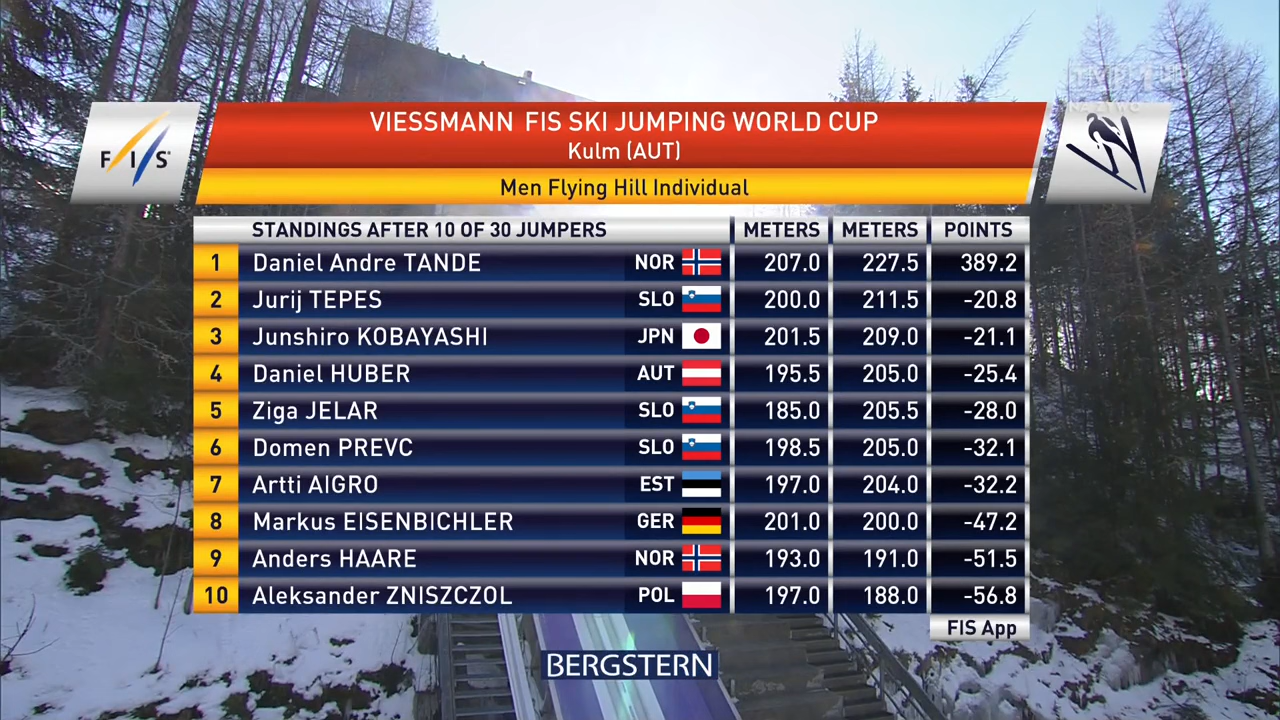 VIESSMANN FIS SKI JUMPING WORLD CUP
Kulm (AUT)
FIS
Men Flying Hill Individual
STANDINGS AFTER 10 OF 30 JUMPERS METERS METERS POINTS
1 Daniel Andre TANDE NOR 207.0 227.5 389.2
2 Jurij TEPES SLO 200.0 211.5 -20.8
3 Junshiro KOBAYASHI JPN 201.5 209.0 -21.1
4 Daniel HUBER AUT 195.5 205.0 -25.4
5 Ziga JELAR SLO 185.0 205.5 -28.0
6 Domen PREVC SLO 198.5 205.0 -32.1
7 Artti AIGRO EST 197.0 204.0 -32.2
8 Markus EISENBICHLER GER 201.0 200.0 -47.2
9 Anders HAARE NOR 193.0 191.0 -51.5
10 Aleksander ZNISZCZOL POL 197.0 188.0 -56.8
FIS App
BERGSTERN